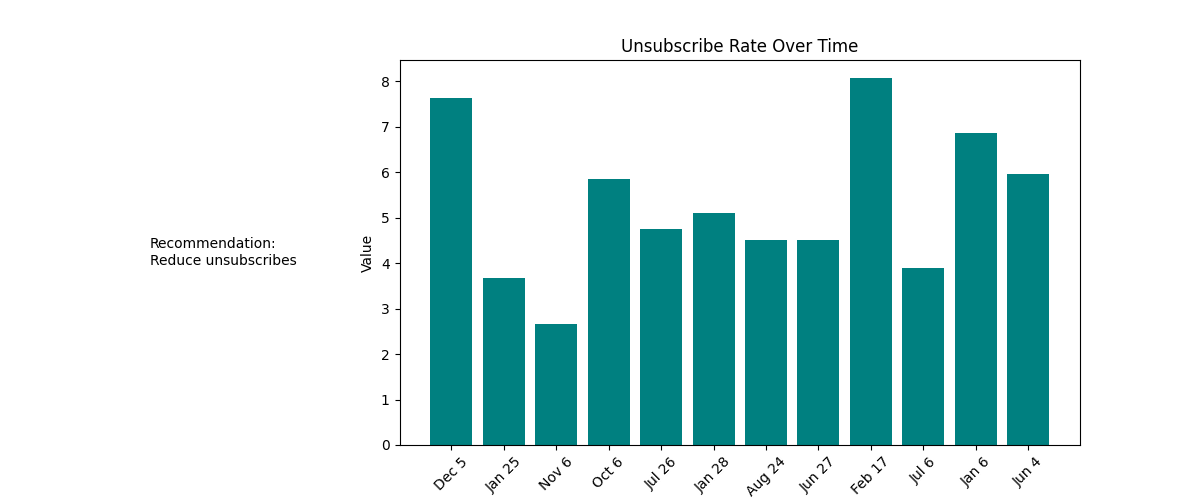 Unsubscribe Rate Over Time
Recommendation:
Reduce unsubscribes
Value
8
7
6
5
4
3
2
1
0
Dec 5
Jan 25
Nov 6
Oct 6
Jul 26
Jan 28
Aug 24
Jun 27
Feb 17
Jul 6
Jan 6
Jun 4